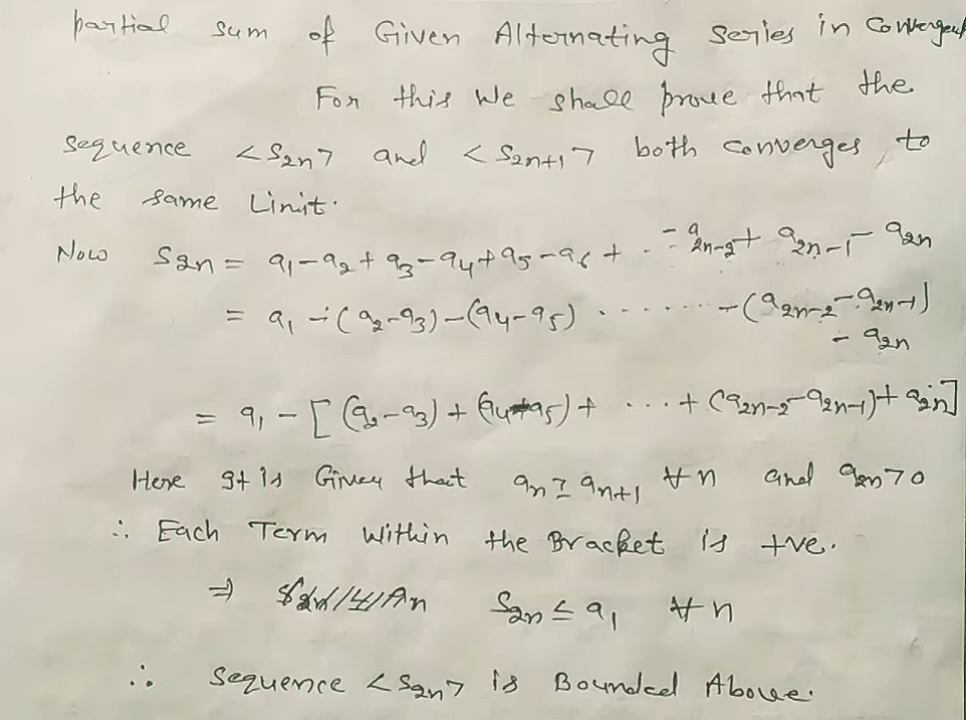 partial sum of Given Alternating series in Convergent
For this We shall prove that the
sequence <S₂ₙ> and <S₂ₙ₊₁> both converges to
the same Limit.
Now S₂ₙ = a₁-a₂+a₃-a₄+a₅-a₆+ . - a₂ₙ₋₂+ a₂ₙ₋₁- a₂ₙ
= a₁ -(a₂-a₃)-(a₄-a₅) ........ -(a₂ₙ₋₂-a₂ₙ₋₁)
- a₂ₙ
= a₁ - [(a₂-a₃) + (a₄-a₅)+ ... + (a₂ₙ₋₂-a₂ₙ₋₁)+ a₂ₙ]
Here It is Given that aₙ ≥ aₙ₊₁ ∀ n and a₂ₙ>0
∴ Each Term Within the Bracket is +ve.
⇒ S₂ₙ ≤ a₁ ∀ n
∴ Sequence <S₂ₙ> is Bounded Above.